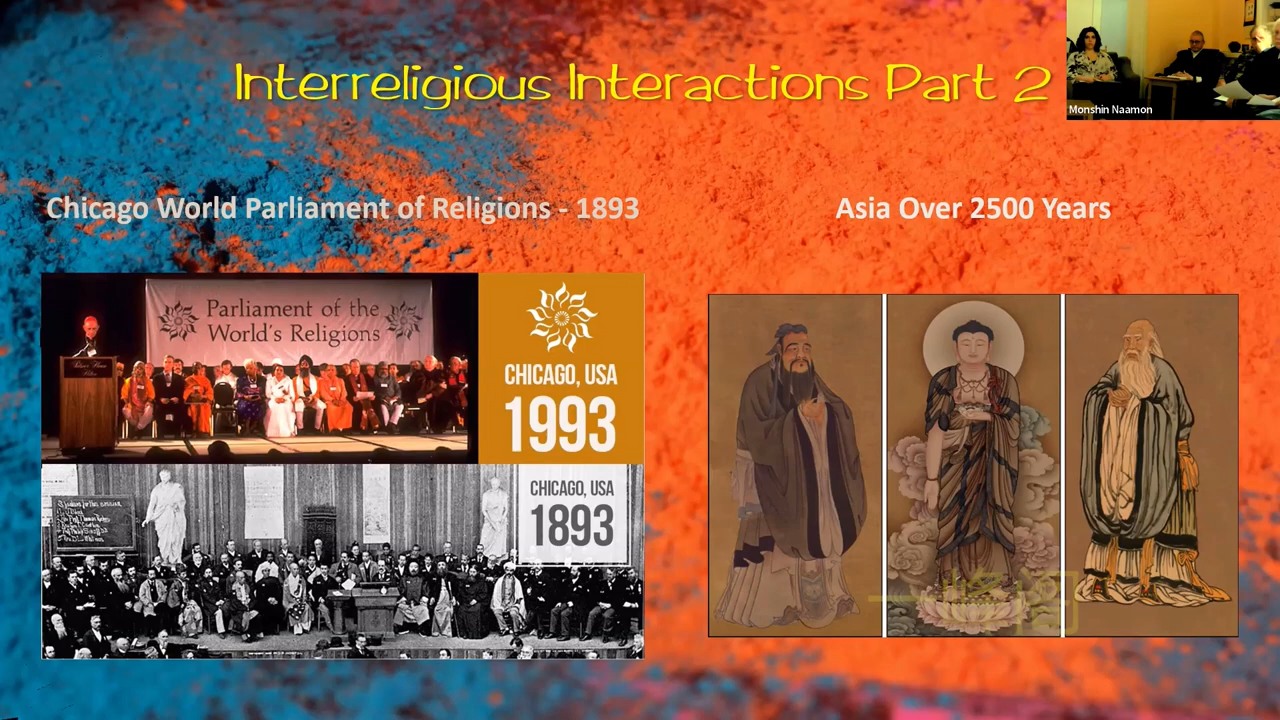 Interreligious Interactions Part 2
Monshin Naamon
Chicago World Parliament of Religions - 1893
Asia Over 2500 Years
Parliament of the
World's Religions
CHICAGO, USA
1993
CHICAGO, USA
1893